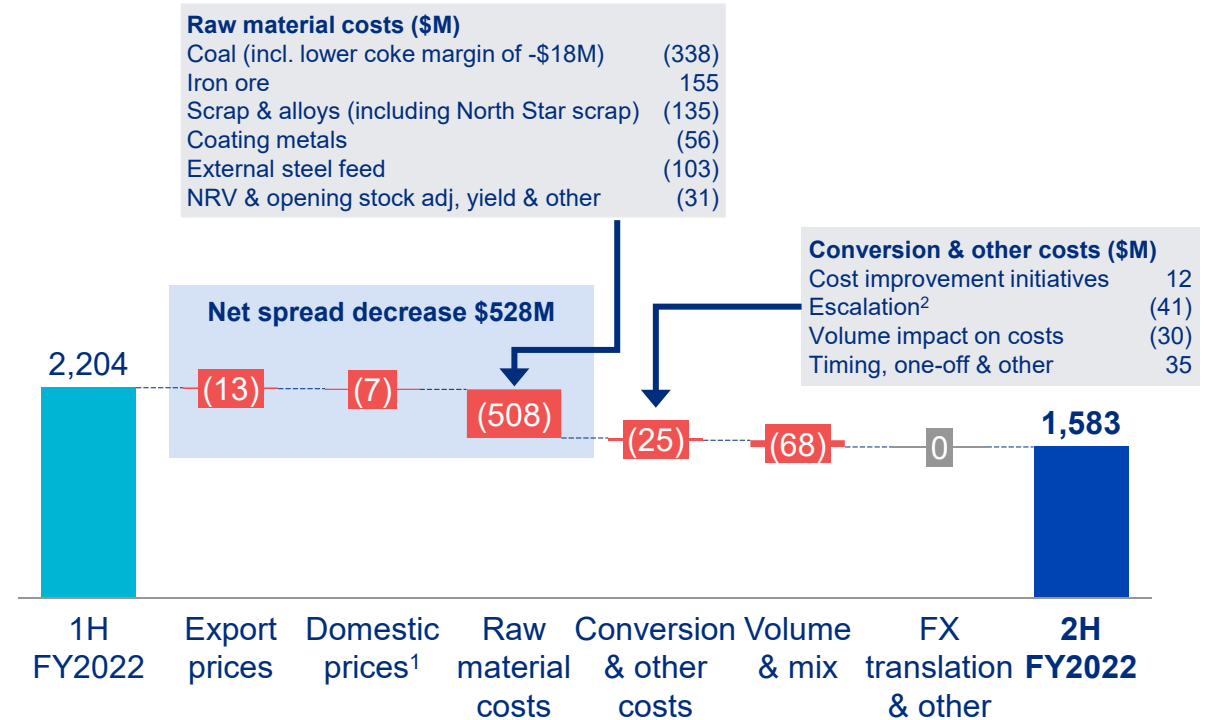 Raw material costs ($M)
Coal (incl. lower coke margin of -$18M) (338)
Iron ore 155
Scrap & alloys (including North Star scrap) (135)
Coating metals (56)
External steel feed (103)
NRV & opening stock adj, yield & other (31)
Conversion & other costs ($M)
Cost improvement initiatives 12
Escalation² (41)
Volume impact on costs (30)
Timing, one-off & other 35
Net spread decrease $528M
2,204
(13)
(7)
(508)
(25)
(68)
0
1,583
1H
FY2022
Export
prices
Domestic
prices¹
Raw
material
costs
Conversion
& other
costs
Volume
& mix
FX
translation
& other
2H
FY2022